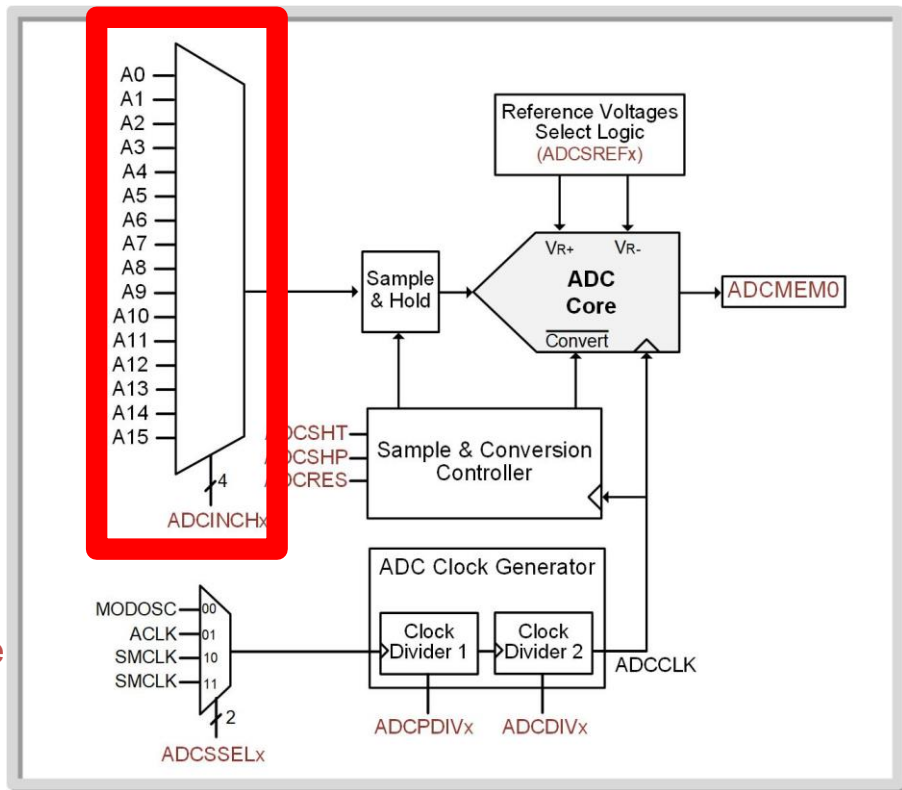 A0
A1
A2
A3
A4
A5
A6
A7
A8
A9
A10
A11
A12
A13
A14
A15
4
ADCINCHx
Reference Voltages
Select Logic
(ADCSREFx)
Sample
& Hold
VR+
VR-
ADC
Core
Convert
ADCMEM0
ADCSHT
ADCSHP
ADCRES
Sample & Conversion
Controller
MODOSC
00
ACLK
01
SMCLK
10
SMCLK
11
2
ADCSSELx
ADC Clock Generator
Clock
Divider 1
Clock
Divider 2
ADCCLK
ADCPDIVx
ADCDIVx
e